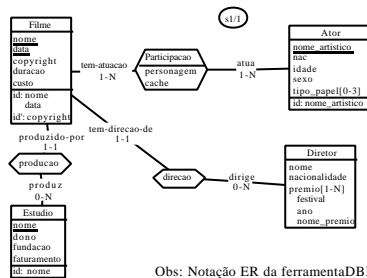 s1/1
Filme
nome
data
copyright
duracao
custo
id: nome
data
id': copyright
tem-atuacao
1-N
Participacao
personagem
cache
atua
1-N
Ator
nome_artistico
nac
idade
sexo
tipo_papel[0-3]
id: nome_artistico
produzido-por
1-1
tem-direcao-de
1-1
producao
produz
0-N
direcao
dirige
0-N
Diretor
nome
nacionalidade
premio[1-N]
festival
ano
nome_premio
Estudio
nome
dono
fundacao
faturamento
id: nome
Obs: Notação ER da ferramentaDB